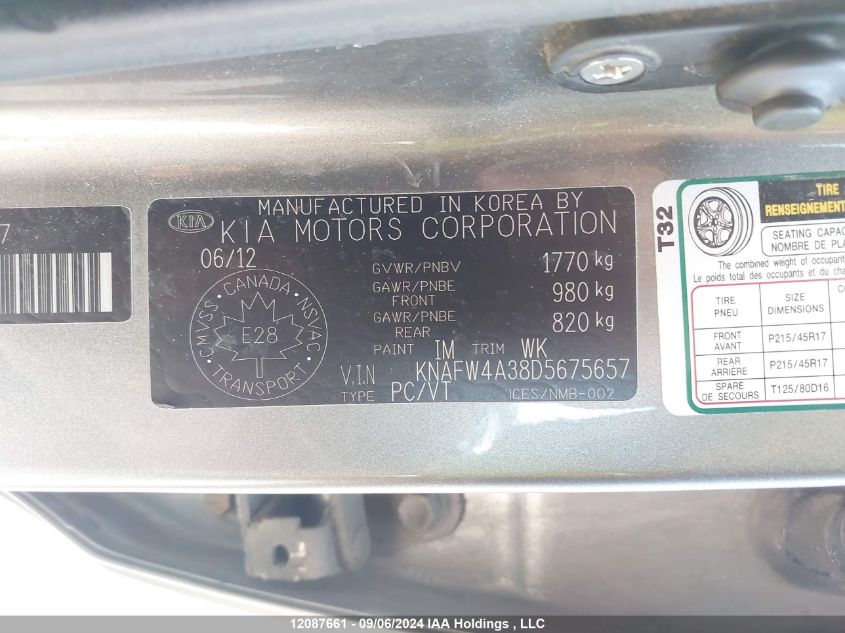 7
KIA
MANUFACTURED IN KOREA BY
KIA MOTORS CORPORATION
06/12
GVWR/PNBV 1770 kg
GAWR/PNBE FRONT 980 kg
GAWR/PNBE REAR 820 kg
PAINT IM TRIM WK
V.I.N KNAFW4A38D5675657
TYPE PC/VT ICES/NMB-002
CANADA
CMVSS NSVAC
E28
TRANSPORT
T32
TIRE
RENSEIGNEMENT
SEATING CAPAC
NOMBRE DE PLA
The combined weight of occupant
Le poids total des occupants et du cha
TIRE PNEU SIZE DIMENSIONS
FRONT AVANT P215/45R17
REAR ARRIÈRE P215/45R17
SPARE DE SECOURS T125/80D16
12087661 - 09/06/2024 IAA Holdings , LLC